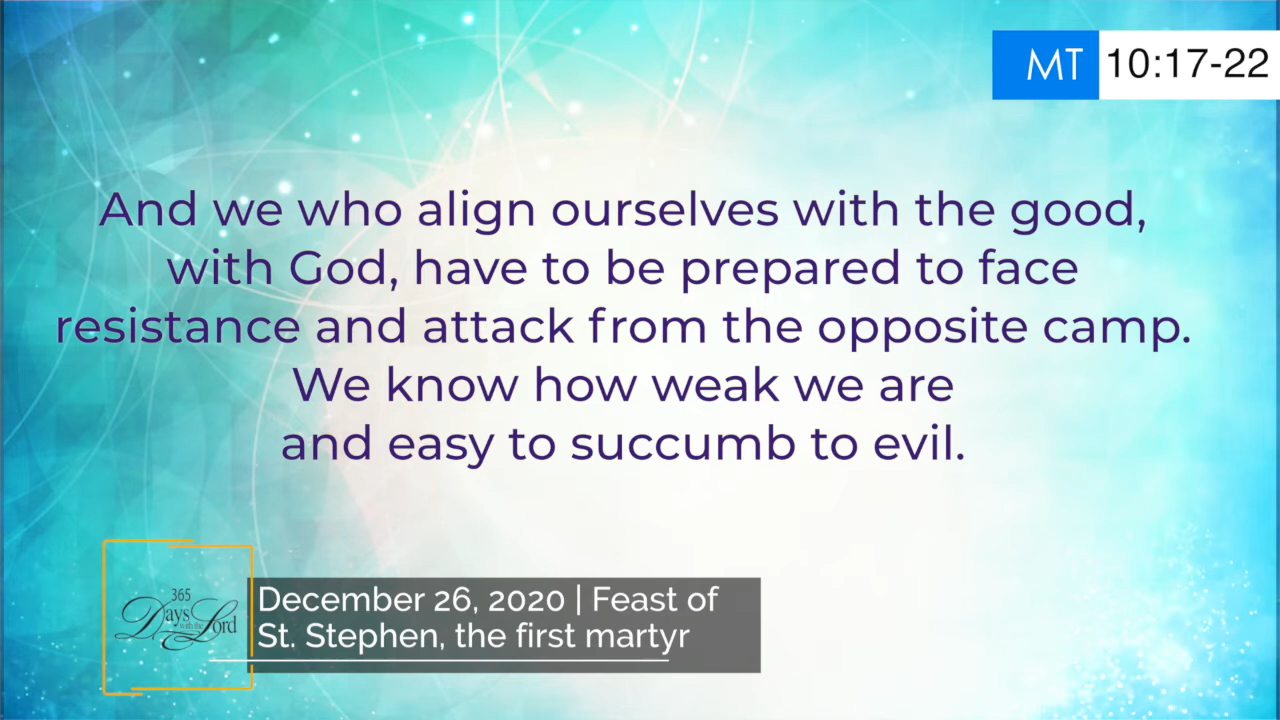 MT 10:17-22
And we who align ourselves with the good,
with God, have to be prepared to face
resistance and attack from the opposite camp.
We know how weak we are
and easy to succumb to evil.
365
Days with the Lord
December 26, 2020 | Feast of
St. Stephen, the first martyr